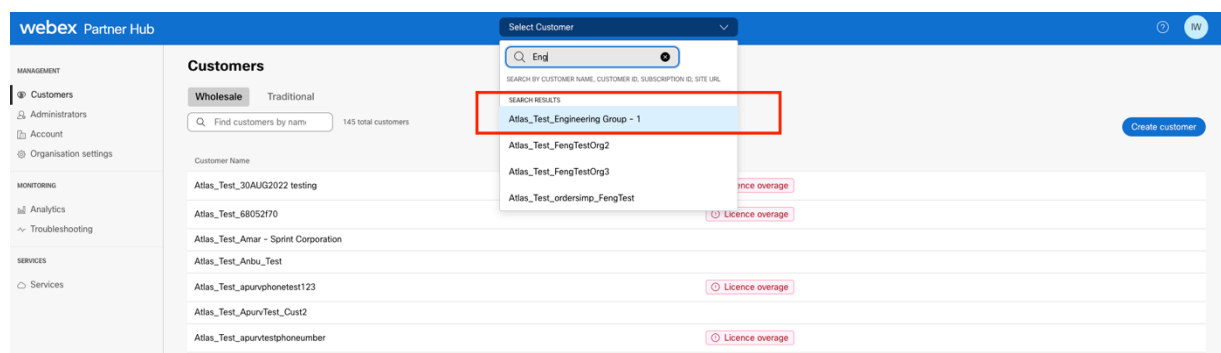 webex Partner Hub
Select Customer
IW
Eng
SEARCH BY CUSTOMER NAME, CUSTOMER ID, SUBSCRIPTION ID, SITE URL
SEARCH RESULTS
Atlas_Test_Engineering Group - 1
Atlas_Test_FengTestOrg2
Atlas_Test_FengTestOrg3
Atlas_Test_ordersimp_FengTest
MANAGEMENT
Customers
Administrators
Account
Organisation settings
MONITORING
Analytics
Troubleshooting
SERVICES
Services
Customers
Wholesale Traditional
Find customers by nam 145 total customers
Create customer
Customer Name
Atlas_Test_30AUG2022 testing ence overage
Atlas_Test_68052f70 Licence overage
Atlas_Test_Amar - Sprint Corporation
Atlas_Test_Anbu_Test
Atlas_Test_apurvphonetest123 Licence overage
Atlas_Test_ApurvTest_Cust2
Atlas_Test_apurvtestphoneumber Licence overage